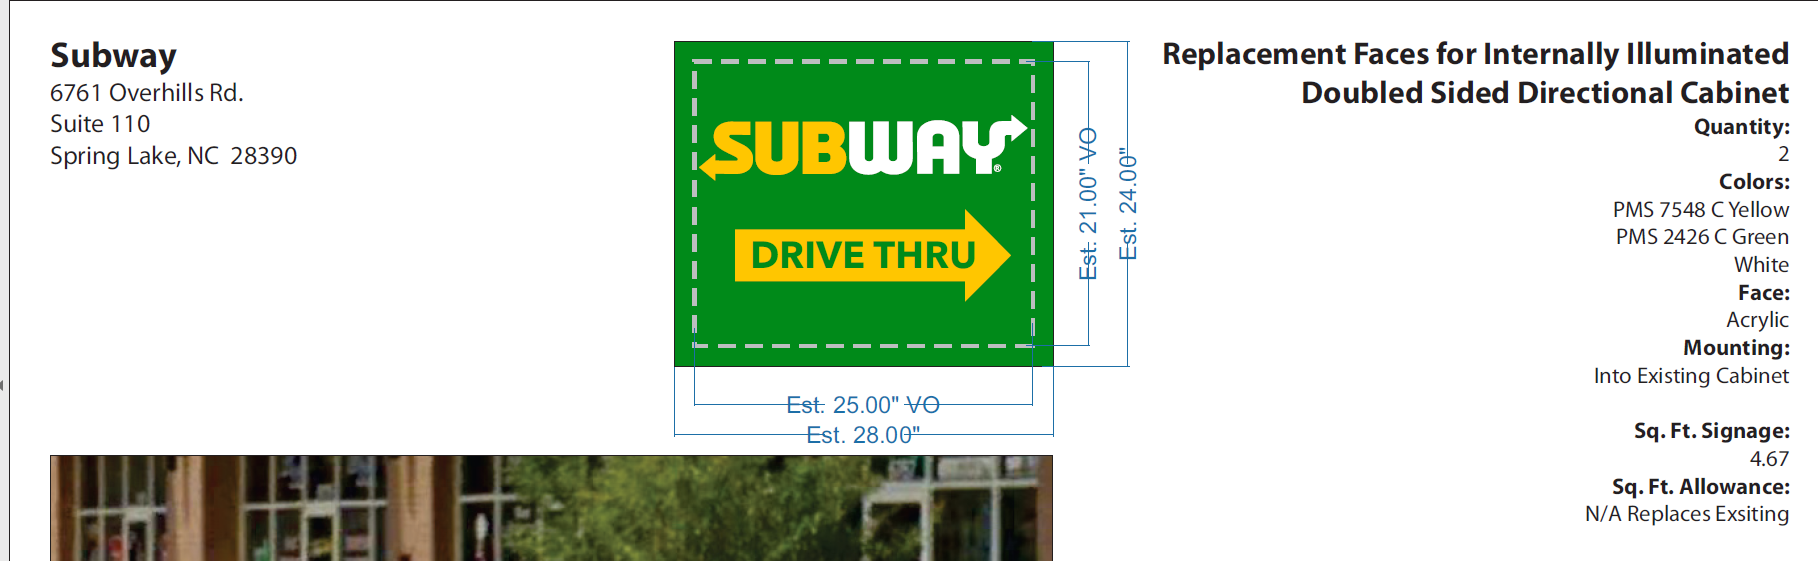 Subway
6761 Overhills Rd.
Suite 110
Spring Lake, NC 28390
SUBWAY®
DRIVE THRU
Est. 21.00" VO
Est. 24.00"
Est. 25.00" VO
Est. 28.00"
Replacement Faces for Internally Illuminated
Doubled Sided Directional Cabinet
Quantity:
2
Colors:
PMS 7548 C Yellow
PMS 2426 C Green
White
Face:
Acrylic
Mounting:
Into Existing Cabinet
Sq. Ft. Signage:
4.67
Sq. Ft. Allowance:
N/A Replaces Exsiting